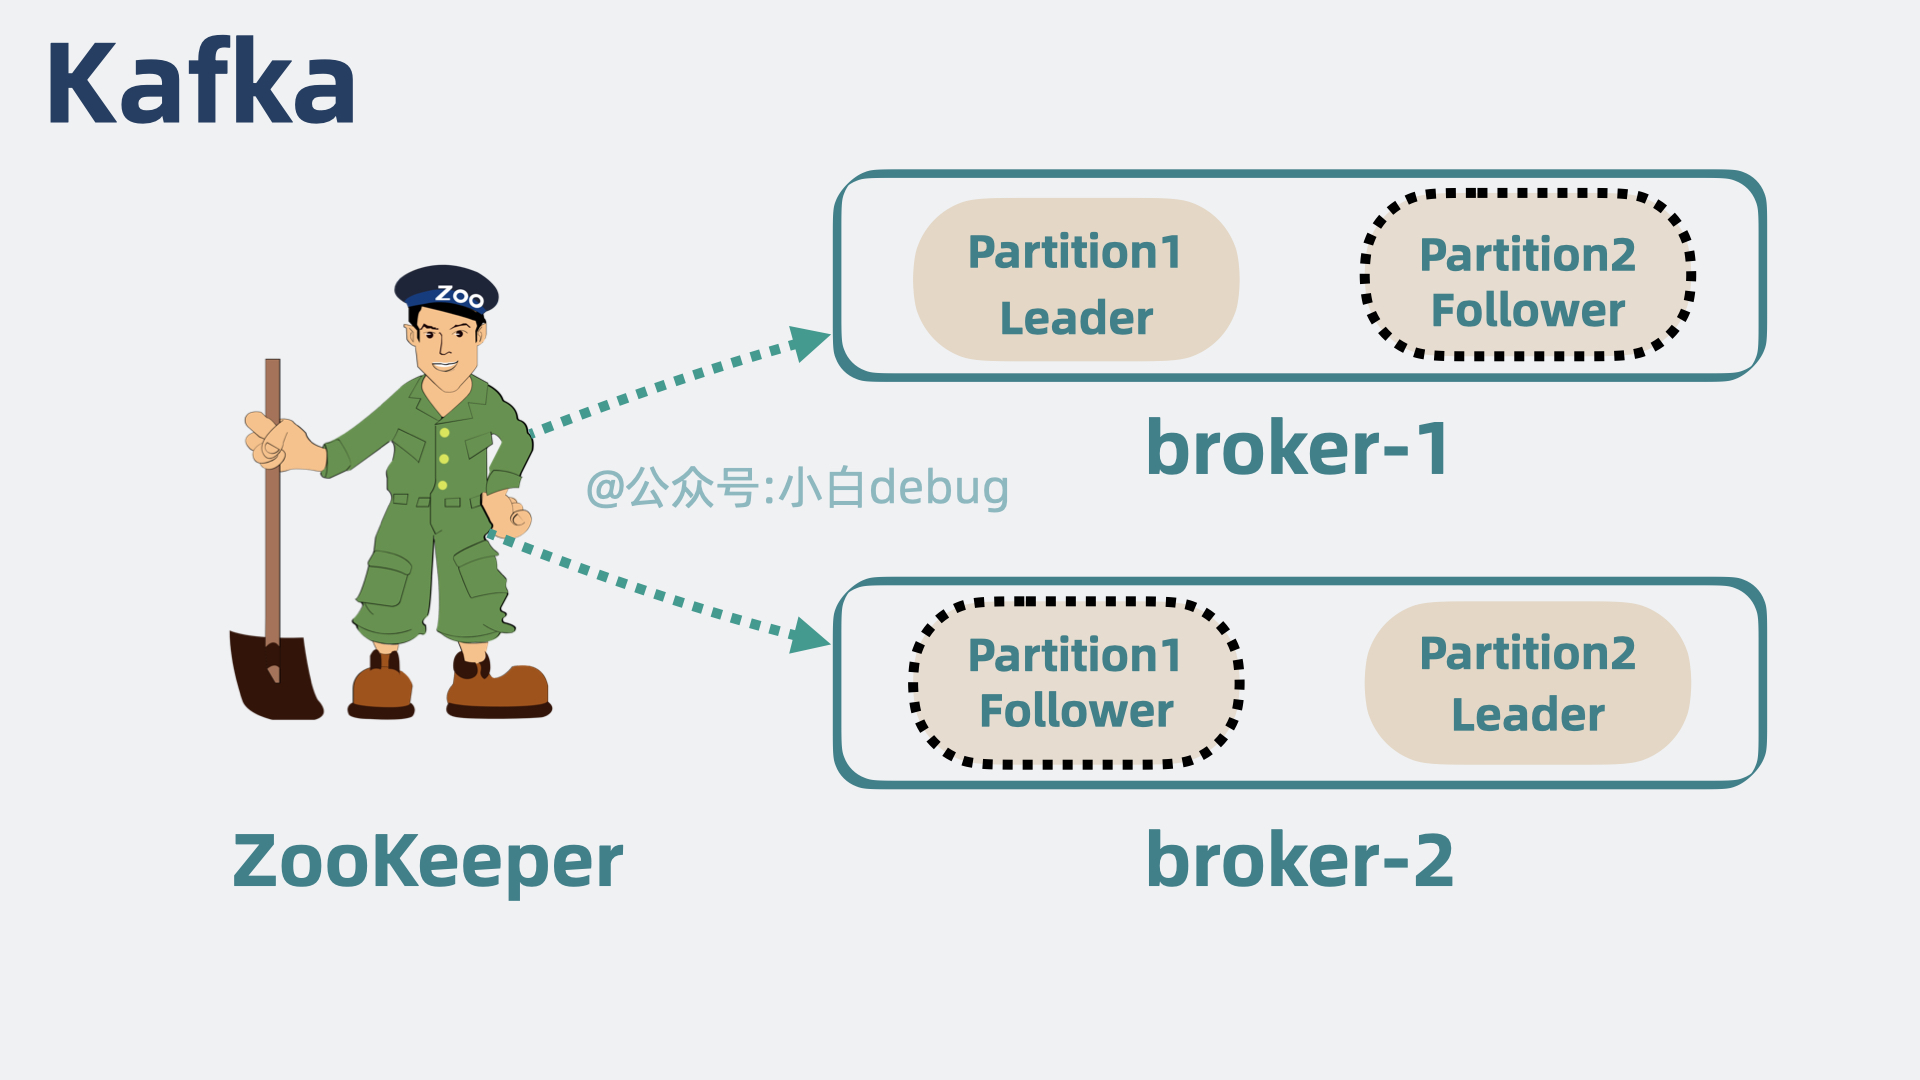 Kafka
Zoo
Partition1
Leader
Partition2
Follower
broker-1
@公众号:小白debug
Partition1
Follower
Partition2
Leader
ZooKeeper
broker-2